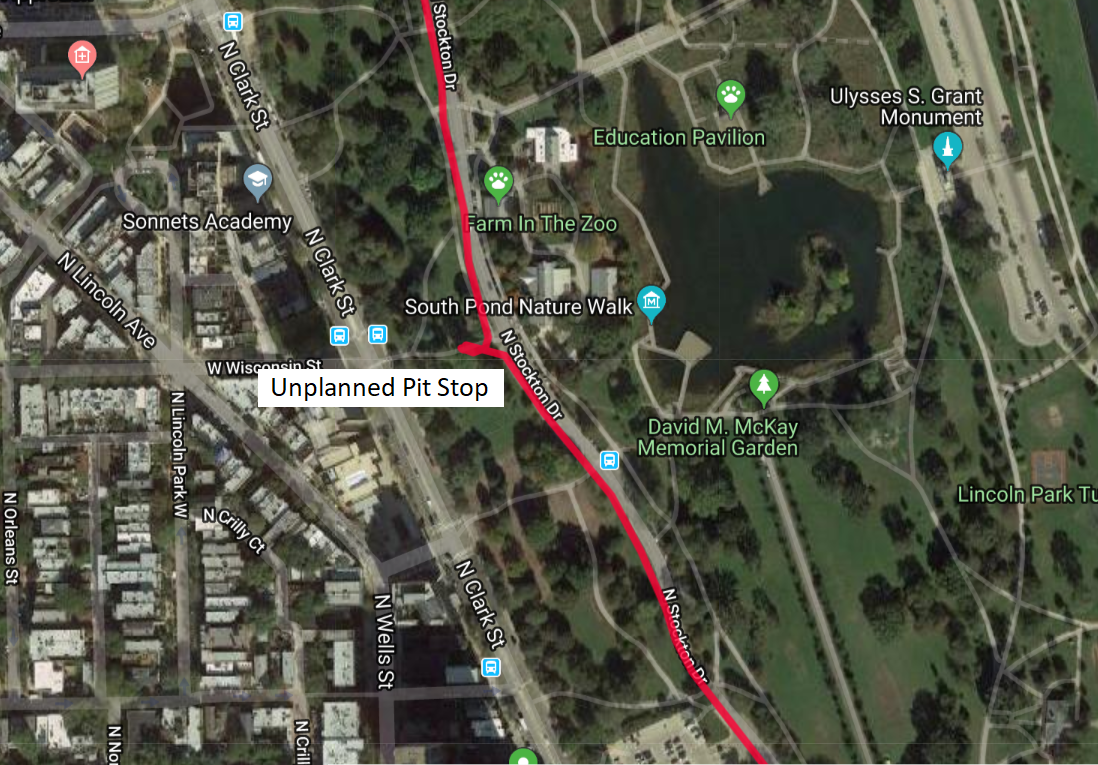 Stockton Dr
N Clark St
Ulysses S. Grant
Monument
Education Pavilion
Sonnets Academy
Farm In The Zoo
N Clark St
N Lincoln Ave
South Pond Nature Walk
N Stockton Dr
W Wisconsin St
Unplanned Pit Stop
N Lincoln Park W
David M. McKay
Memorial Garden
N Orleans St
N Crilly Ct
Lincoln Park Tu
N Clark St
N Wells St
N Stockton Dr
N No
N Crill